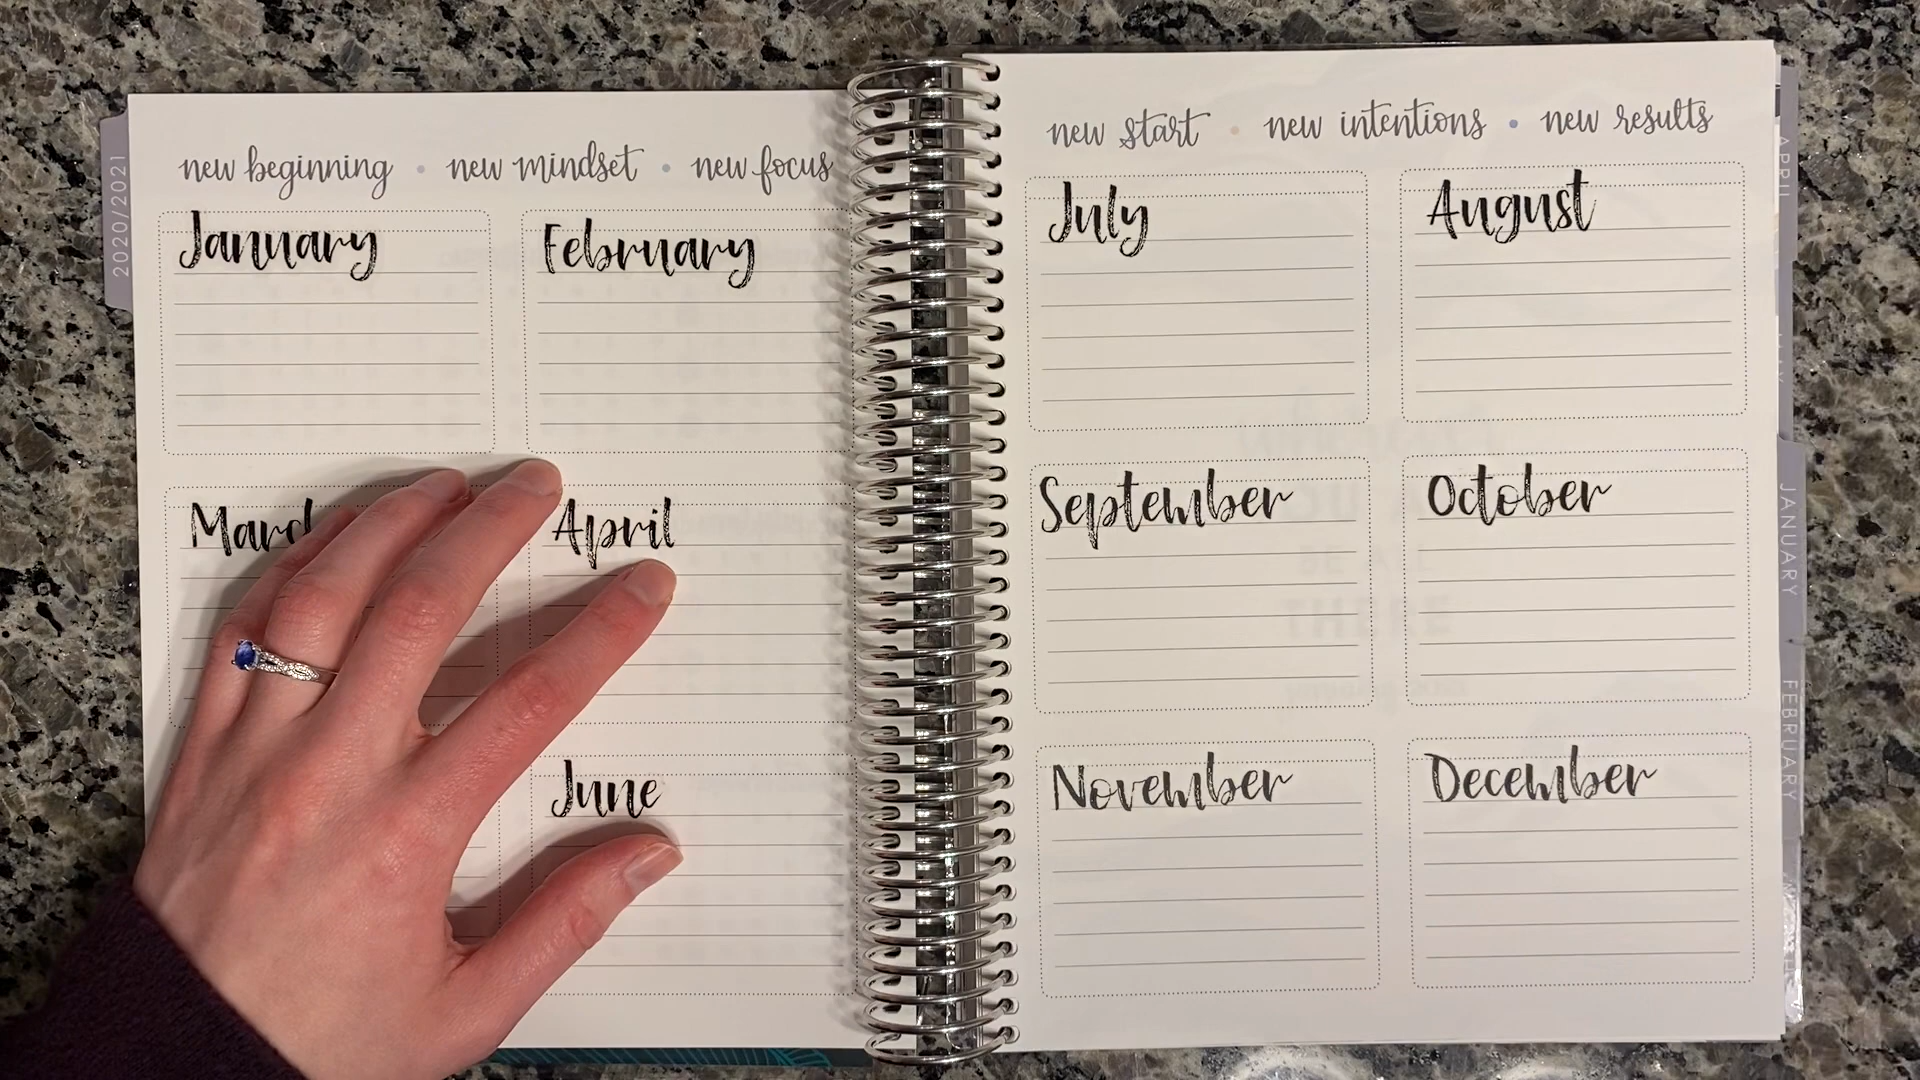 new beginning • new mindset • new focus
January
February
April
June
2020/2021
new start • new intentions • new results
July
August
September
October
November
December
APRIL
JANUARY
FEBRUARY